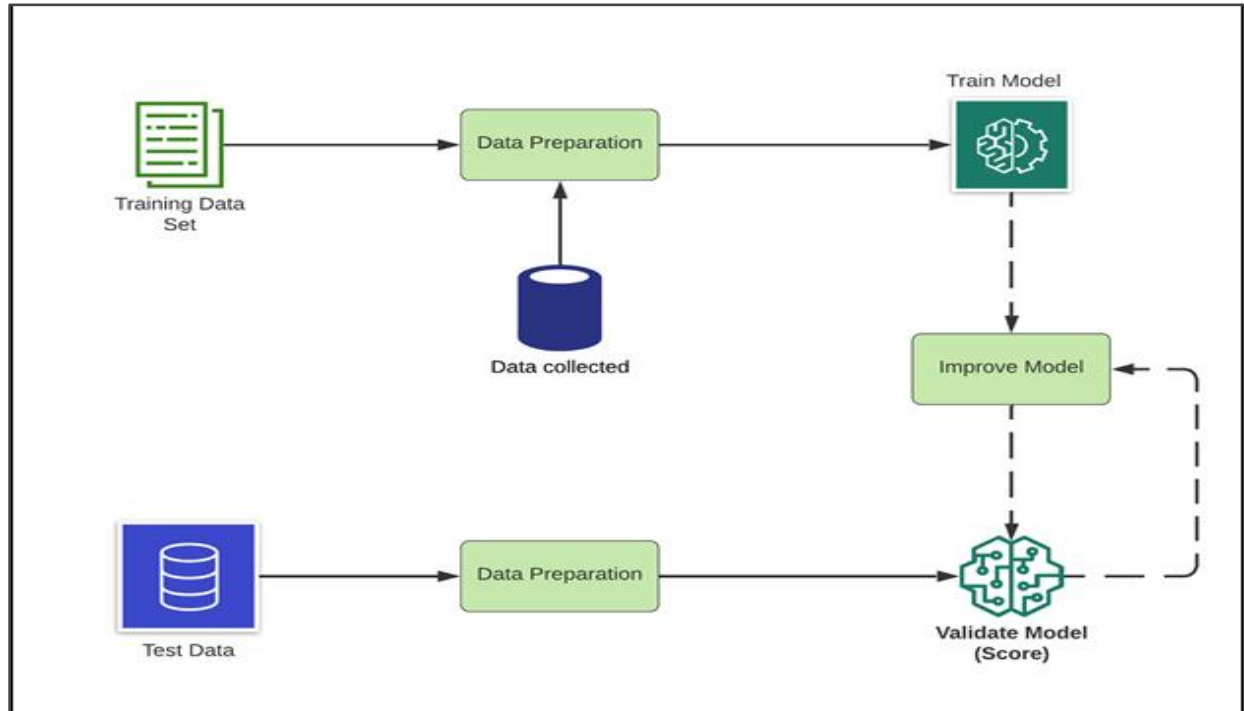 Train Model
Data Preparation
Training Data
Set
Data collected
Improve Model
Data Preparation
Test Data
Validate Model
(Score)